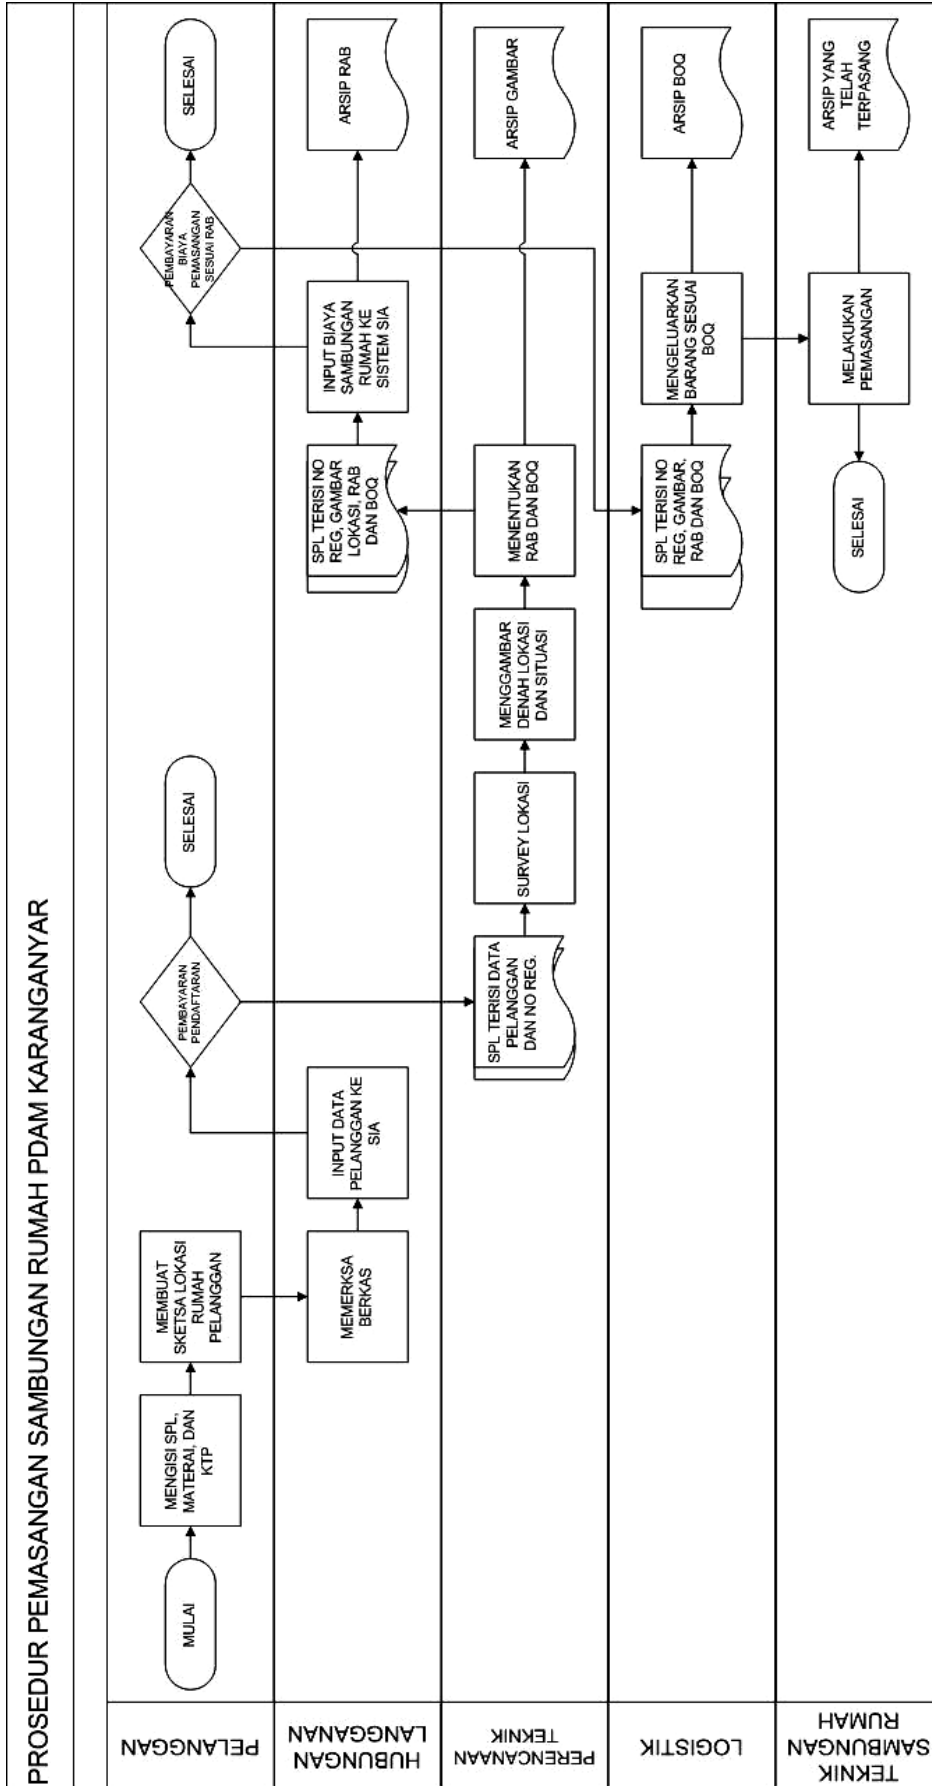 PROSEDUR PEMASANGAN SAMBUNGAN RUMAH PDAM KARANGANYAR
PELANGGAN
MULAI
MENGISI SPL,
MATERAI, DAN
KTP
MEMBUAT
SKETSA LOKASI
RUMAH
PELANGGAN
PEMBAYARAN
PENDAFTARAN
SELESAI
PEMBAYARAN
BIAYA
PEMASANGAN
SESUAI RAB
SELESAI
HUBUNGAN
LANGGANAN
MEMERKSA
BERKAS
INPUT DATA
PELANGGAN KE
SIA
SPL TERISI NO
REG, GAMBAR
LOKASI, RAB
DAN BOQ
INPUT BIAYA
SAMBUNGAN
RUMAH KE
SISTEM SIA
ARSIP RAB
PERENCANAAN
TEKNIK
SPL TERISI DATA
PELANGGAN
DAN NO REG.
SURVEY LOKASI
MENGGAMBAR
DENAH LOKASI
DAN SITUASI
MENENTUKAN
RAB DAN BOQ
ARSIP GAMBAR
LOGISTIK
SPL TERISI NO
REG, GAMBAR,
RAB DAN BOQ
MENGELUARKAN
BARANG SESUAI
BOQ
ARSIP BOQ
TEKNIK
SAMBUNGAN
RUMAH
SELESAI
MELAKUKAN
PEMASANGAN
ARSIP YANG
TELAH
TERPASANG